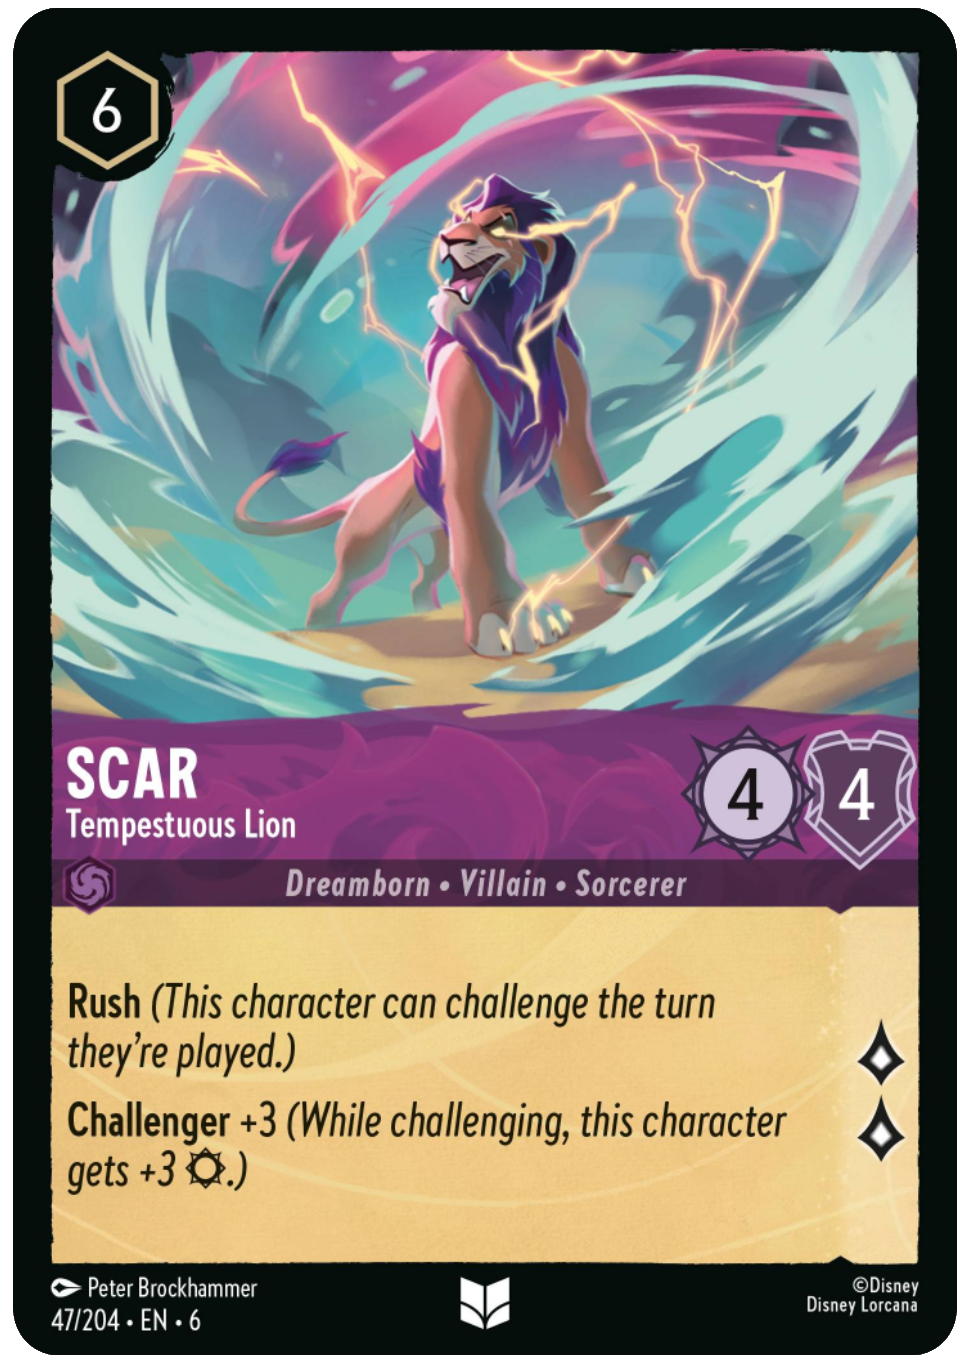 6
SCAR
Tempestuous Lion
4 4
Dreamborn • Villain • Sorcerer
Rush (This character can challenge the turn
they're played.)
Challenger +3 (While challenging, this character
gets +3 .)
Peter Brockhammer
47/204 • EN • 6
©Disney
Disney Lorcana